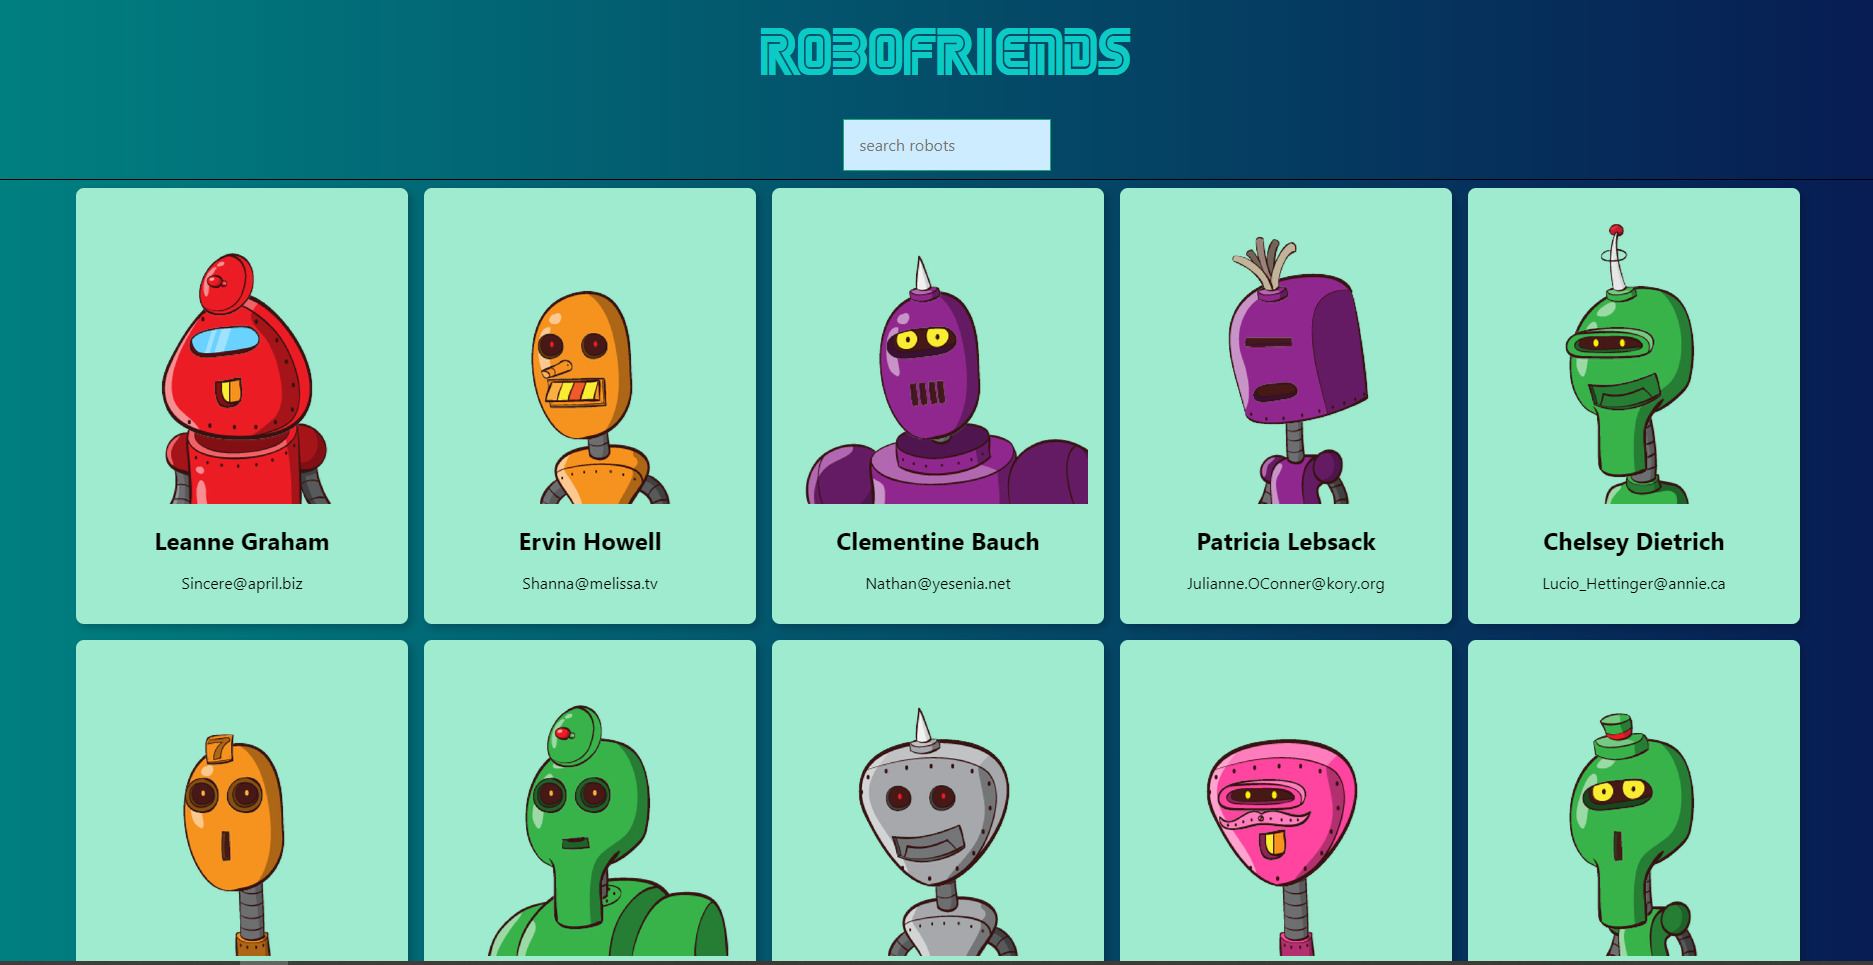 ROBOFRIENDS
search robots
Leanne Graham
Ervin Howell
Clementine Bauch
Patricia Lebsack
Chelsey Dietrich
Sincere@april.biz
Shanna@melissa.tv
Nathan@yesenia.net
Julianne.OConner@kory.org
Lucio_Hettinger@annie.ca
7